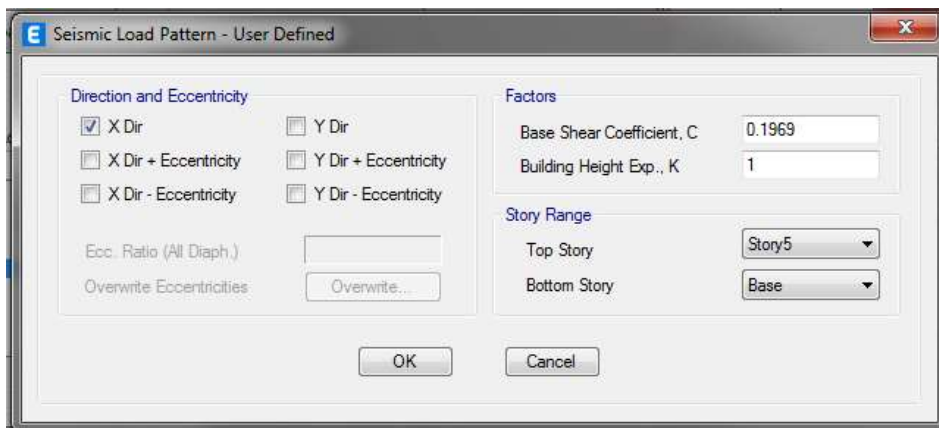 E Seismic Load Pattern - User Defined
Direction and Eccentricity
X Dir
Y Dir
X Dir + Eccentricity
Y Dir + Eccentricity
X Dir - Eccentricity
Y Dir - Eccentricity
Ecc. Ratio (All Diaph.)
Overwrite Eccentricities
Overwrite...
Factors
Base Shear Coefficient, C
0.1969
Building Height Exp., K
1
Story Range
Top Story
Story5
Bottom Story
Base
OK
Cancel